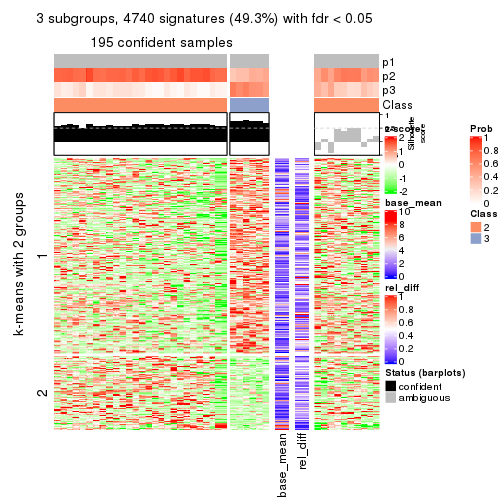 3 subgroups, 4740 signatures (49.3%) with fdr < 0.05
195 confident samples
p1
p2
p3
Class
1
Silhouette
score
k-means with 2 groups
1
2
base_mean
rel_diff
z-score
2
1
0
-1
-2
base_mean
10
8
6
4
2
0
rel_diff
1
0.8
0.6
0.4
0.2
0
Status (barplots)
confident
ambiguous
Prob
1
0.8
0.6
0.4
0.2
0
Class
2
3